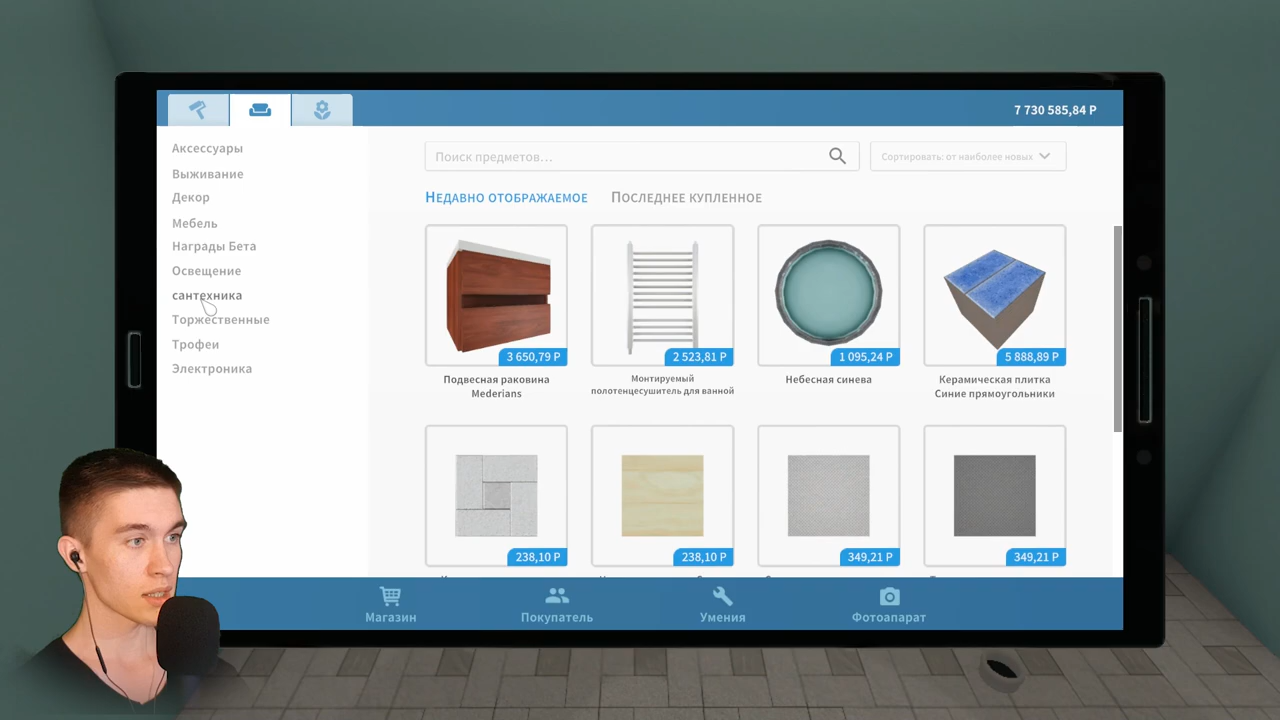 7 730 585,84 Р
Аксессуары
Выживание
Декор
Мебель
Награды Бета
Освещение
сантехника
Торжественные
Трофеи
Электроника
Поиск предметов...
Сортировать: от наиболее новых
Недавно отображаемое
Последнее купленное
3 650,79 Р
2 523,81 Р
1 095,24 Р
5 888,89 Р
Подвесная раковина
Mederians
Монтируемый
полотенцесушитель для ванной
Небесная синева
Керамическая плитка
Синие прямоугольники
238,10 Р
238,10 Р
349,21 Р
349,21 Р
Магазин
Покупатель
Умения
Фотоаппарат